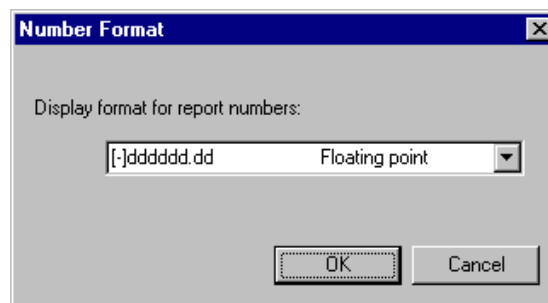 Number Format
Display format for report numbers:
[-]dddddd.dd Floating point
OK Cancel